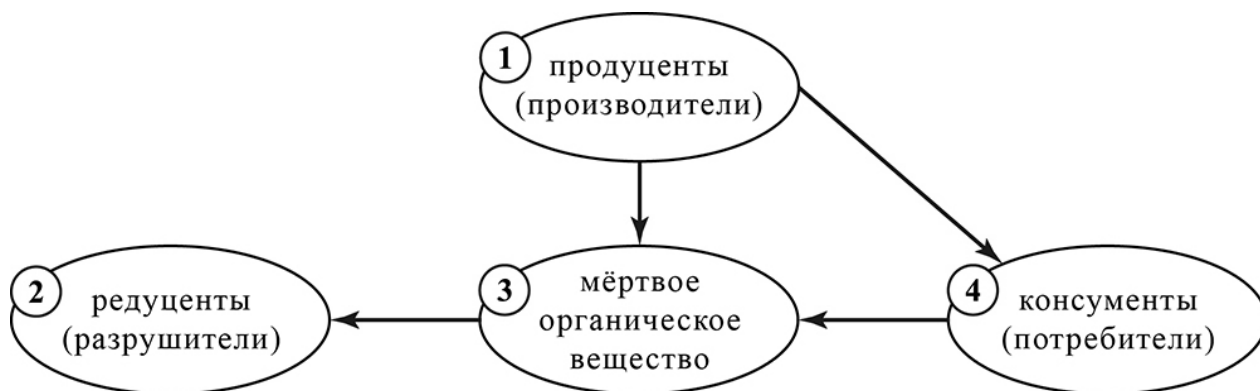 1
продуценты
(производители)
2
редуценты
(разрушители)
3
мёртвое
органическое
вещество
4
консументы
(потребители)